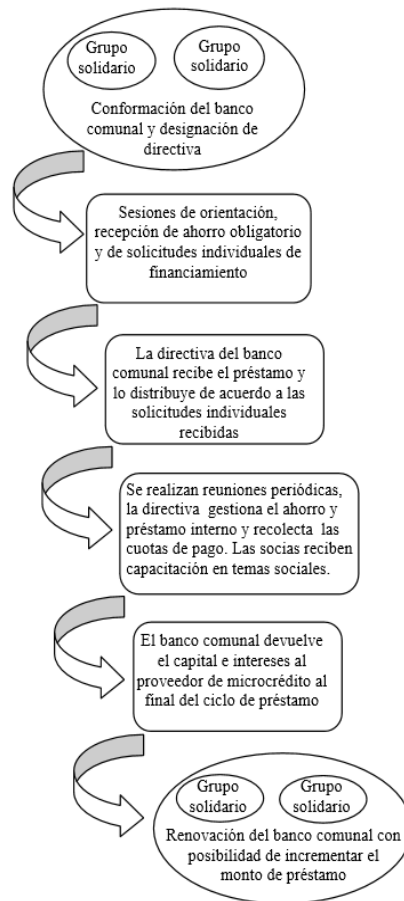 Grupo
solidario
Grupo
solidario
Conformación del banco
comunal y designación de
directiva
Sesiones de orientación,
recepción de ahorro obligatorio
y de solicitudes individuales de
financiamiento
La directiva del banco
comunal recibe el préstamo y
lo distribuye de acuerdo a las
solicitudes individuales
recibidas
Se realizan reuniones periódicas,
la directiva gestiona el ahorro y
préstamo interno y recolecta las
cuotas de pago. Las socias reciben
capacitación en temas sociales.
El banco comunal devuelve
el capital e intereses al
proveedor de microcrédito al
final del ciclo de préstamo
Grupo
solidario
Grupo
solidario
Renovación del banco comunal con
posibilidad de incrementar el
monto de préstamo